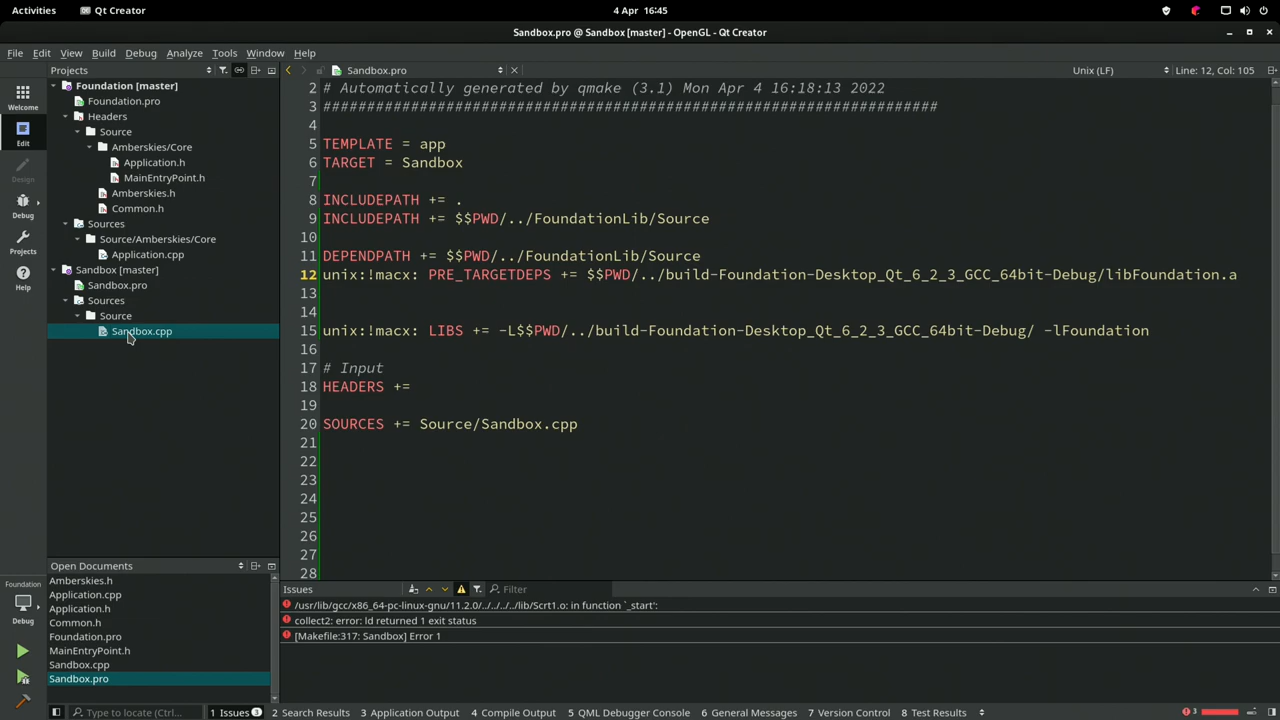 Activities
Qt Creator
4 Apr 16:45
Sandbox.pro @ Sandbox [master] - OpenGL - Qt Creator
File Edit View Build Debug Analyze Tools Window Help
Projects
Sandbox.pro
Unix (LF)
Line: 12, Col: 105
Welcome
Edit
Design
Debug
Projects
Help
Foundation [master]
Foundation.pro
Headers
Source
Amberskies/Core
Application.h
MainEntryPoint.h
Amberskies.h
Common.h
Sources
Source/Amberskies/Core
Application.cpp
Sandbox [master]
Sandbox.pro
Sources
Source
Sandbox.cpp
2 # Automatically generated by qmake (3.1) Mon Apr 4 16:18:13 2022
3 ######################################################################
4
5 TEMPLATE = app
6 TARGET = Sandbox
7
8 INCLUDEPATH += .
9 INCLUDEPATH += $$PWD/../FoundationLib/Source
10
11 DEPENDPATH += $$PWD/../FoundationLib/Source
12 unix:!macx: PRE_TARGETDEPS += $$PWD/../build-Foundation-Desktop_Qt_6_2_3_GCC_64bit-Debug/libFoundation.a
13
14
15 unix:!macx: LIBS += -L$$PWD/../build-Foundation-Desktop_Qt_6_2_3_GCC_64bit-Debug/ -lFoundation
16
17 # Input
18 HEADERS +=
19
20 SOURCES += Source/Sandbox.cpp
21
22
23
24
25
26
27
28
Open Documents
Amberskies.h
Application.cpp
Application.h
Common.h
Foundation.pro
MainEntryPoint.h
Sandbox.cpp
Sandbox.pro
Foundation
Debug
Issues
Filter
/usr/lib/gcc/x86_64-pc-linux-gnu/11.2.0/../../../../lib/Scrt1.o: in function `_start':
collect2: error: ld returned 1 exit status
[Makefile:317: Sandbox] Error 1
Type to locate (Ctrl-...
1 Issues 3
2 Search Results
3 Application Output
4 Compile Output
5 QML Debugger Console
6 General Messages
7 Version Control
8 Test Results
3